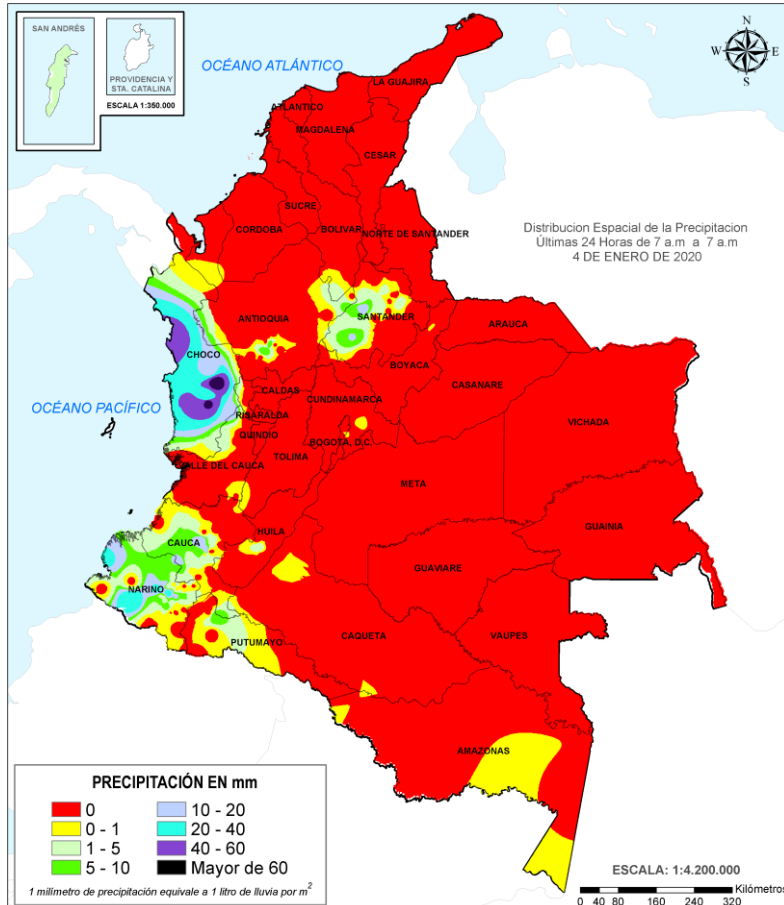 SAN ANDRÉS
PROVIDENCIA Y
STA. CATALINA
ESCALA 1:350.000
OCÉANO ATLÁNTICO
N
W
E
S
LA GUAJIRA
ATLANTICO
MAGDALENA
CESAR
SUCRE
CORDOBA
BOLIVAR
NORTE DE SANTANDER
Distribucion Espacial de la Precipitacion
Últimas 24 Horas de 7 a.m a 7 a.m
4 DE ENERO DE 2020
ANTIOQUIA
SANTANDER
ARAUCA
CHOCO
BOYACA
CASANARE
CALDAS
CUNDINAMARCA
OCÉANO PACÍFICO
RISARALDA
VICHADA
QUINDIO
BOGOTA, D.C.
TOLIMA
VALLE DEL CAUCA
META
GUAINIA
HUILA
CAUCA
GUAVIARE
NARINO
CAQUETA
VAUPES
PUTUMAYO
AMAZONAS
PRECIPITACIÓN EN mm
0
10 - 20
0 - 1
20 - 40
1 - 5
40 - 60
5 - 10
Mayor de 60
1 milímetro de precipitación equivale a 1 litro de lluvia por m²
ESCALA: 1:4.200.000
Kilómetros
0 40 80 160 240 320